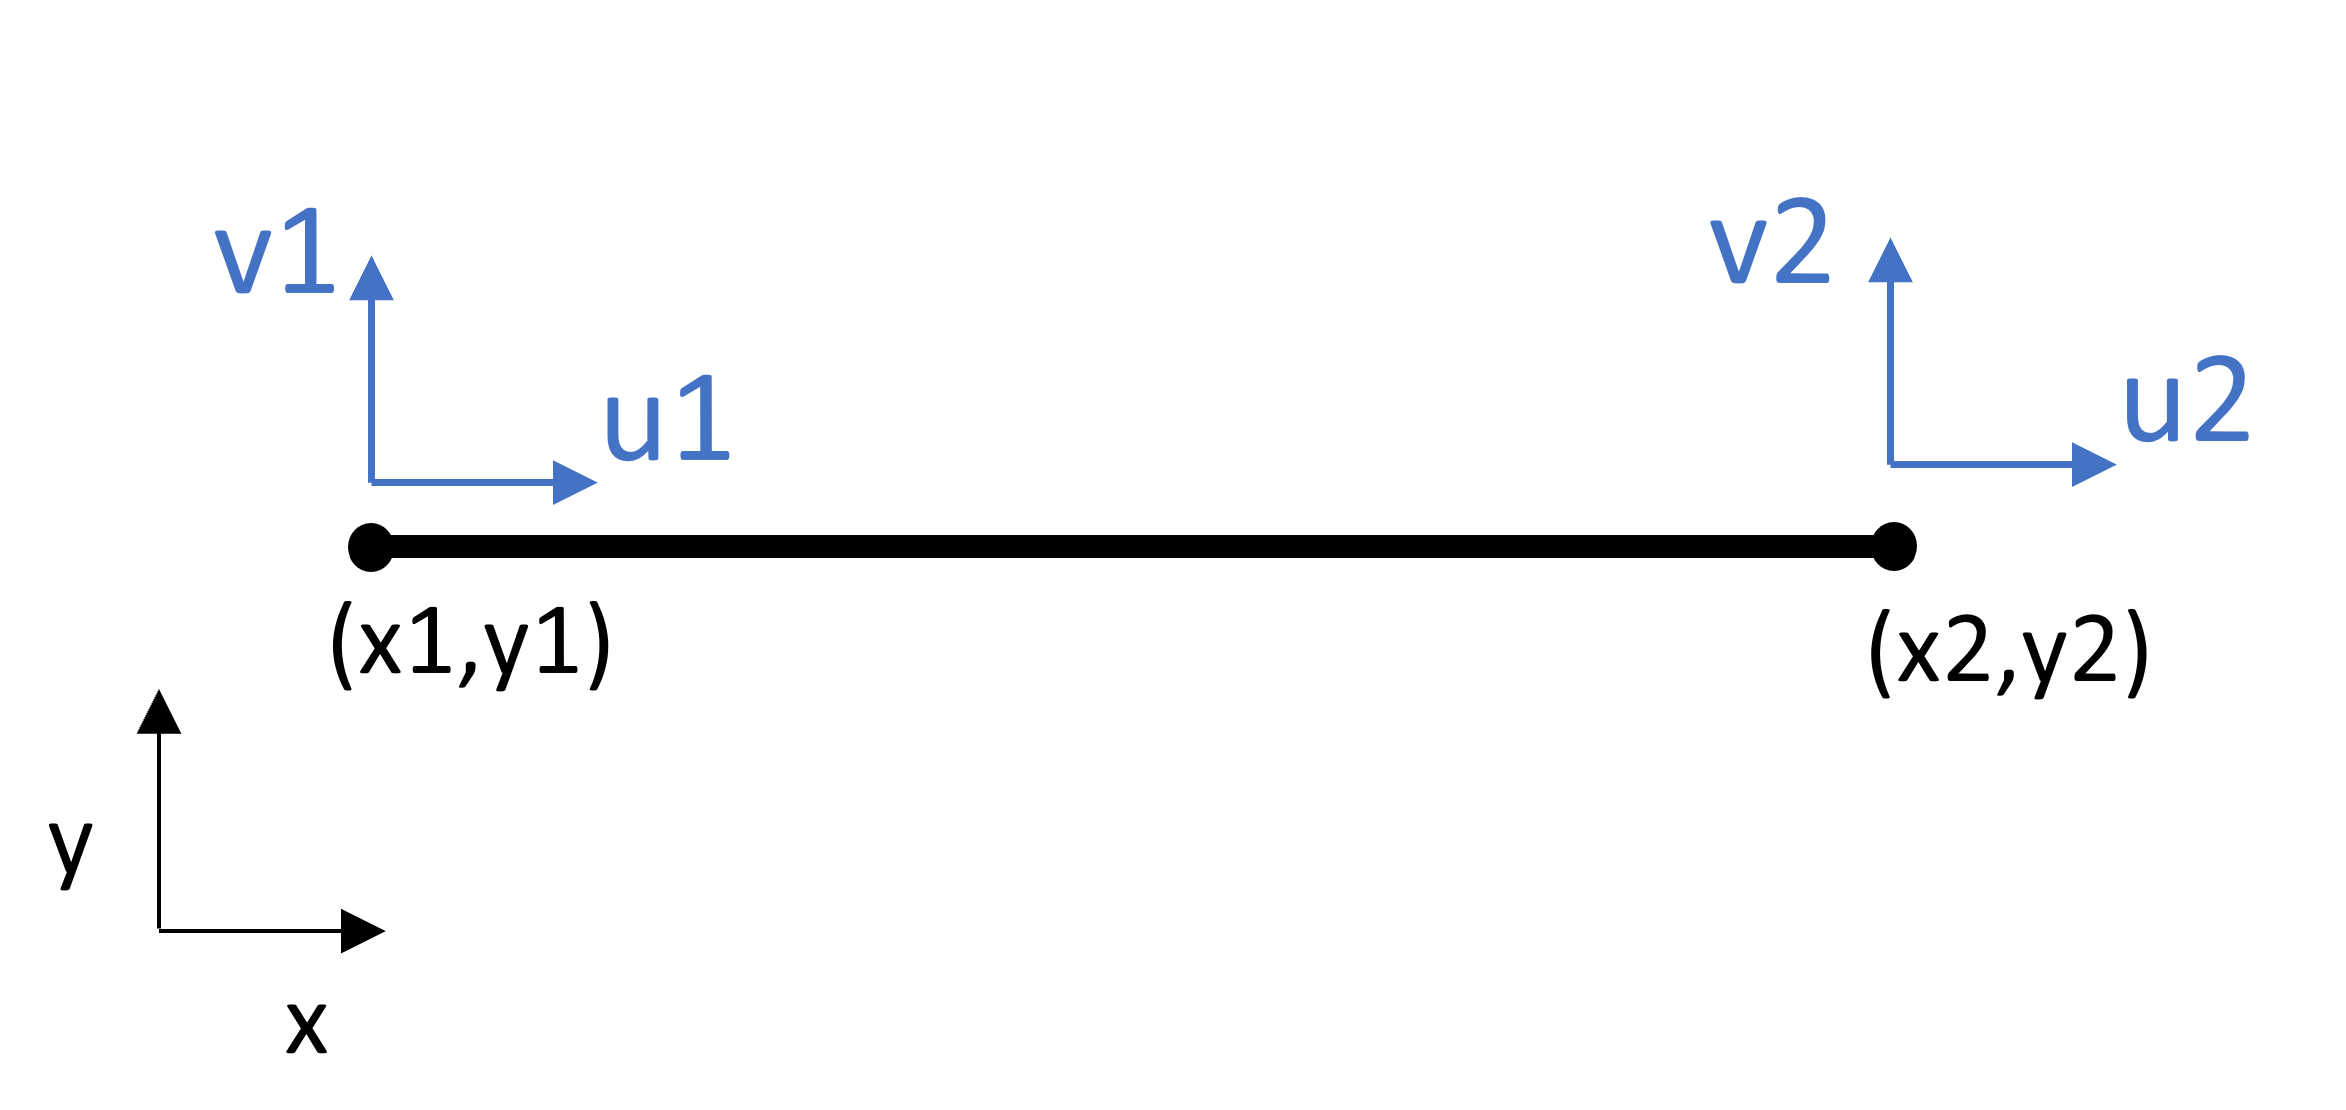 v1
v2
u1
u2
(x1,y1)
(x2,y2)
y
x